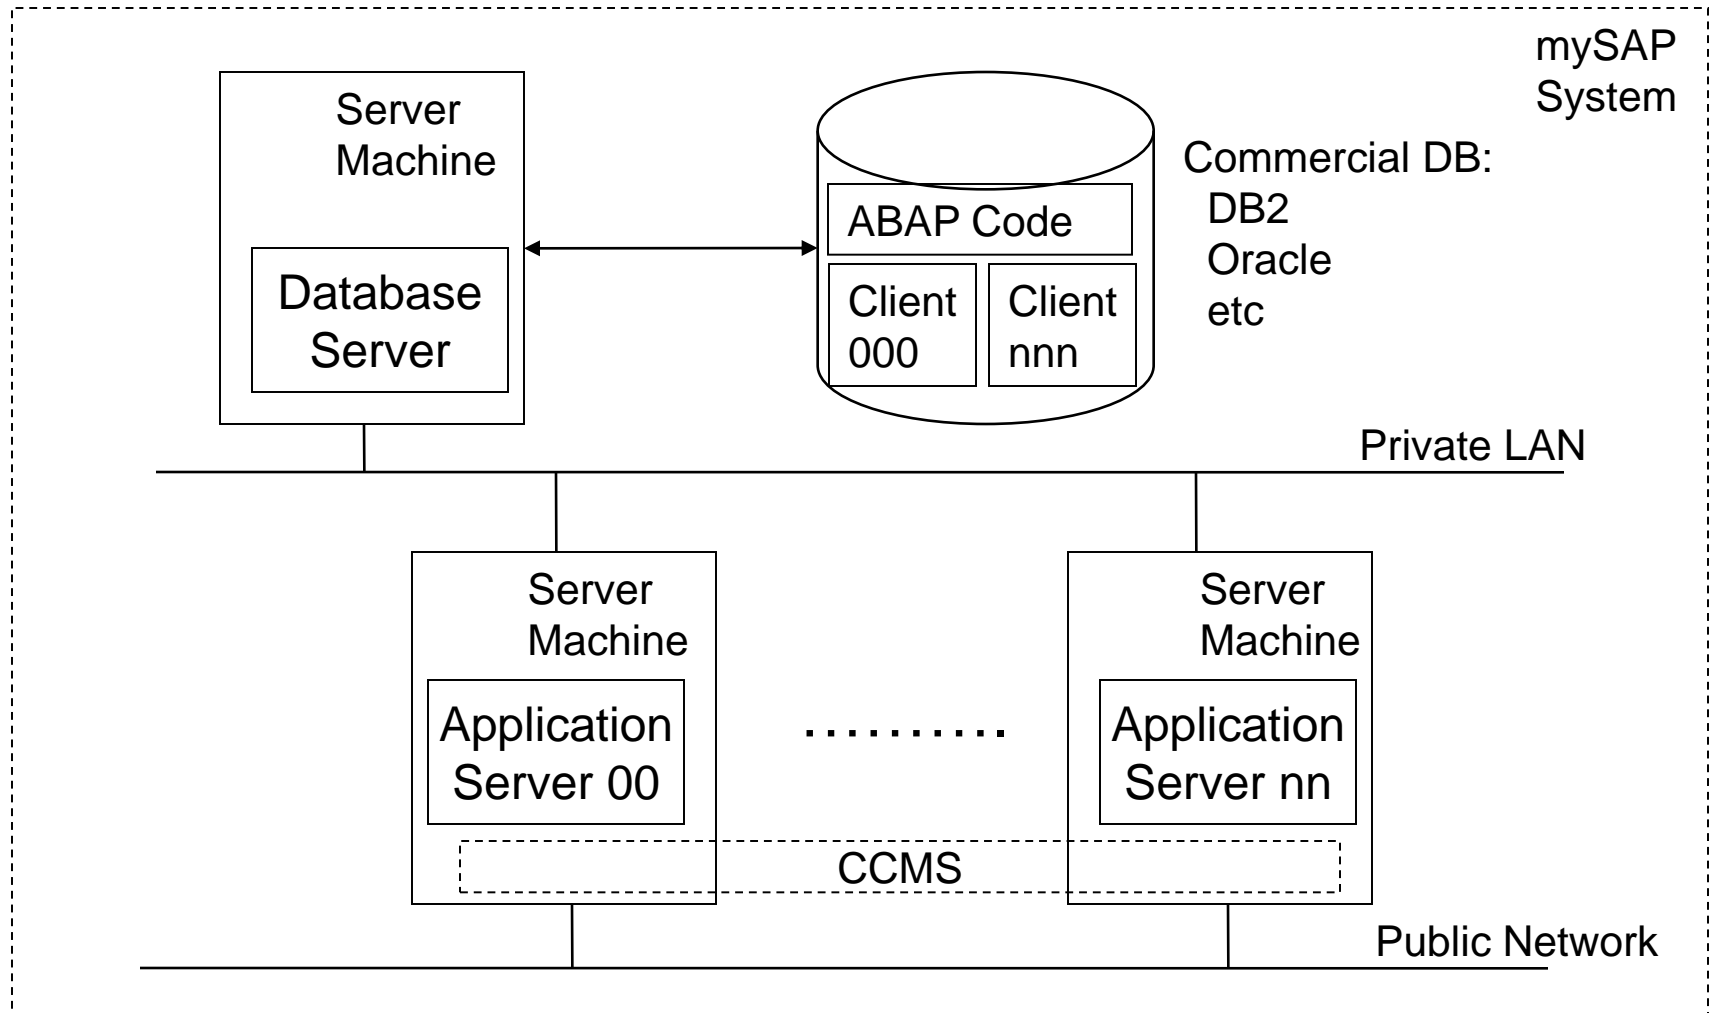 mySAP
System
Server
Machine
Database
Server
ABAP Code
Client
000
Client
nnn
Commercial DB:
DB2
Oracle
etc
Private LAN
Server
Machine
Application
Server 00
..........
Server
Machine
Application
Server nn
CCMS
Public Network